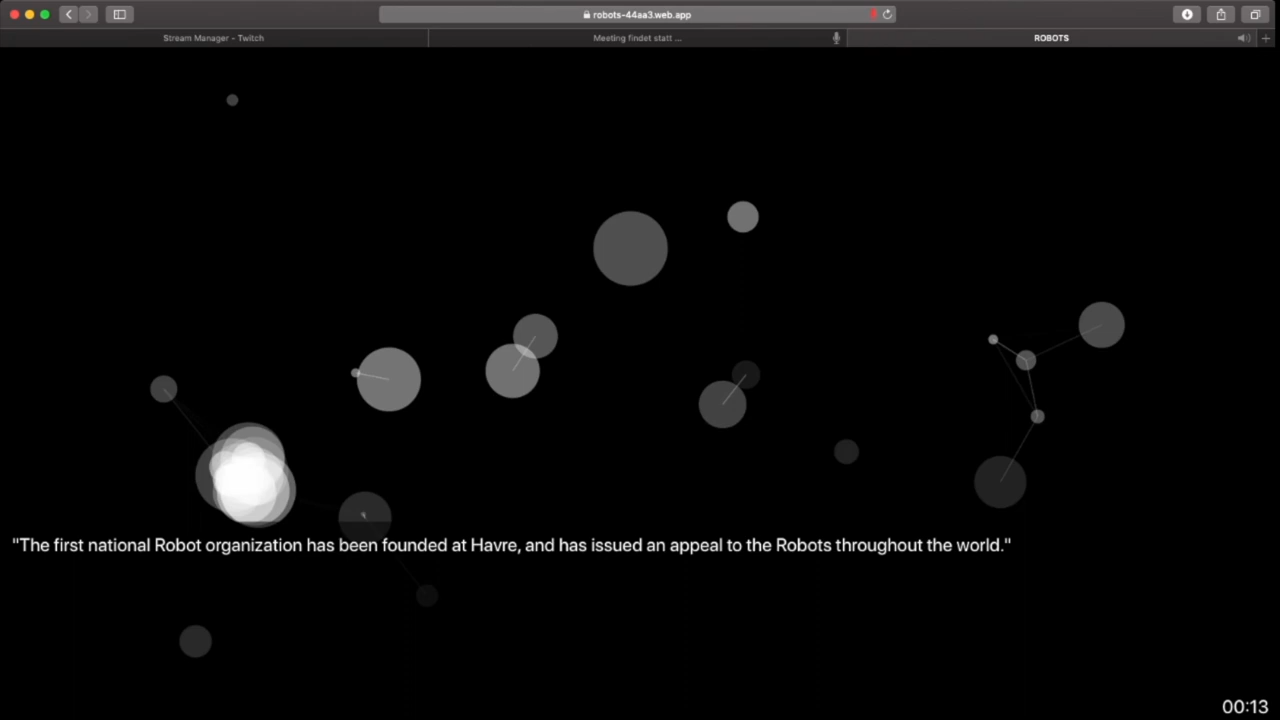 robots-44aa3.web.app
Stream Manager - Twitch
Meeting findet statt ...
ROBOTS
"The first national Robot organization has been founded at Havre, and has issued an appeal to the Robots throughout the world."
00:13